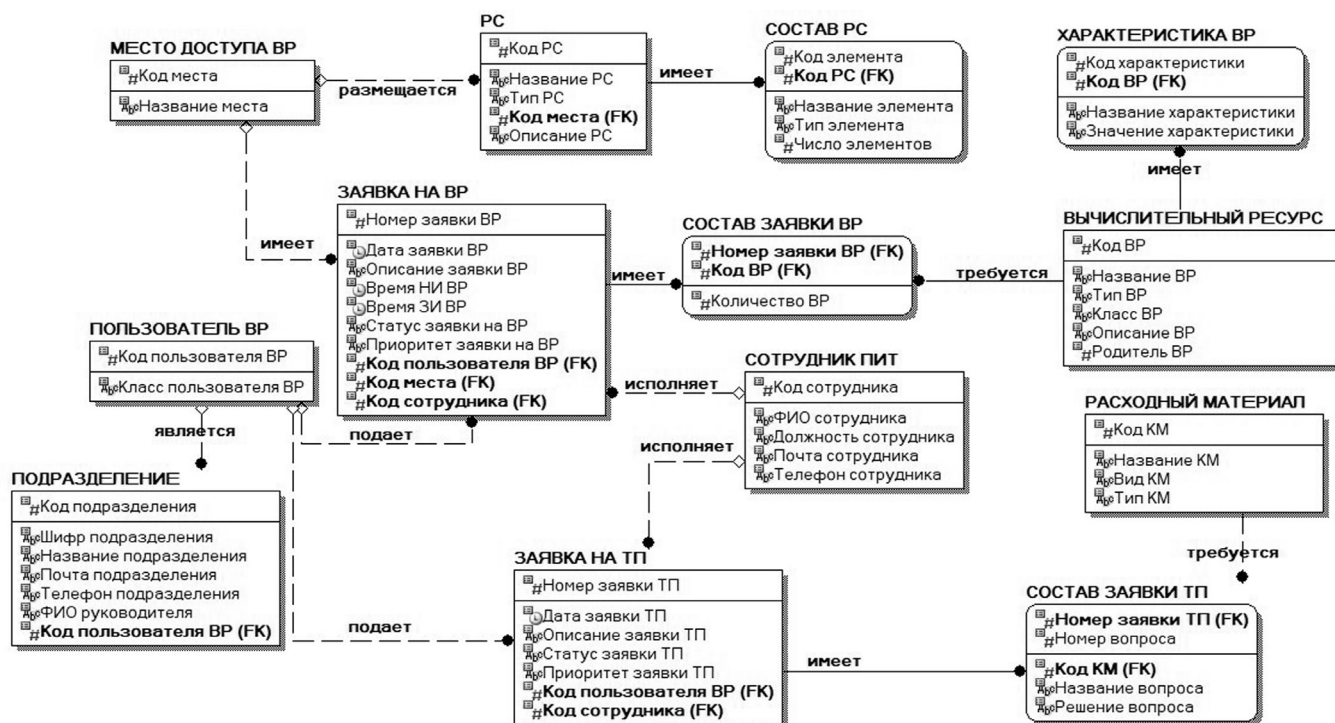 МЕСТО ДОСТУПА ВР
Код места
Название места
размещается
РС
Код РС
Название РС
Тип РС
Код места (FK)
Описание РС
имеет
СОСТАВ РС
Код элемента
Код РС (FK)
Название элемента
Тип элемента
Число элементов
ХАРАКТЕРИСТИКА ВР
Код характеристики
Код ВР (FK)
Название характеристики
Значение характеристики
имеет
имеет
ЗАЯВКА НА ВР
Номер заявки ВР
Дата заявки ВР
Описание заявки ВР
Время НИ ВР
Время ЗИ ВР
Статус заявки на ВР
Приоритет заявки на ВР
Код пользователя ВР (FK)
Код места (FK)
Код сотрудника (FK)
имеет
СОСТАВ ЗАЯВКИ ВР
Номер заявки ВР (FK)
Код ВР (FK)
Количество ВР
требуется
ВЫЧИСЛИТЕЛЬНЫЙ РЕСУРС
Код ВР
Название ВР
Тип ВР
Класс ВР
Описание ВР
Родитель ВР
ПОЛЬЗОВАТЕЛЬ ВР
Код пользователя ВР
Класс пользователя ВР
является
подает
исполняет
исполняет
СОТРУДНИК ПИТ
Код сотрудника
ФИО сотрудника
Должность сотрудника
Почта сотрудника
Телефон сотрудника
РАСХОДНЫЙ МАТЕРИАЛ
Код КМ
Название КМ
Вид КМ
Тип КМ
требуется
ПОДРАЗДЕЛЕНИЕ
Код подразделения
Шифр подразделения
Название подразделения
Почта подразделения
Телефон подразделения
ФИО руководителя
Код пользователя ВР (FK)
подает
ЗАЯВКА НА ТП
Номер заявки ТП
Дата заявки ТП
Описание заявки ТП
Статус заявки ТП
Приоритет заявки ТП
Код пользователя ВР (FK)
Код сотрудника (FK)
имеет
СОСТАВ ЗАЯВКИ ТП
Номер заявки ТП (FK)
Номер вопроса
Код КМ (FK)
Название вопроса
Решение вопроса